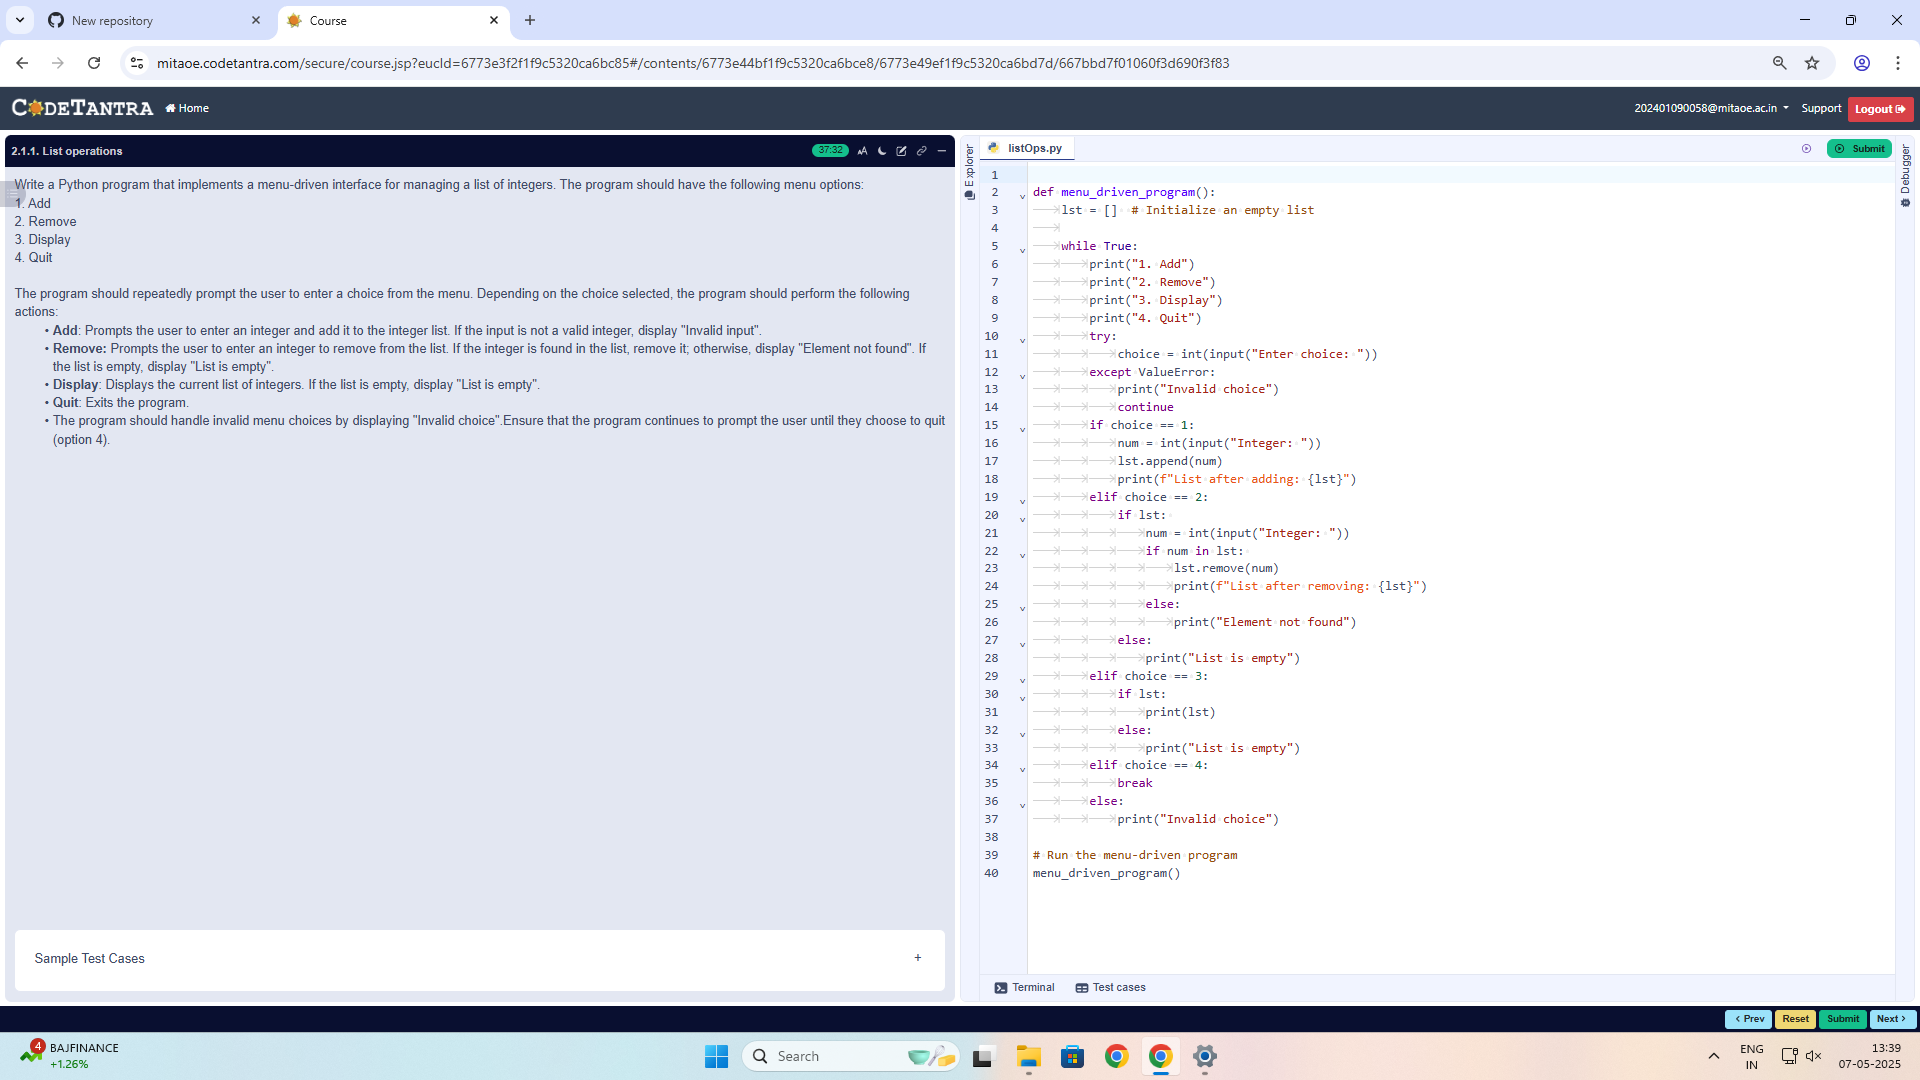 New repository
Course
mitaoe.codetantra.com/secure/course.jsp?eucId=6773e3f2f1f9c5320ca6bc85#/contents/6773e44bf1f9c5320ca6bce8/6773e49ef1f9c5320ca6bd7d/667bbd7f01060f3d690f3f83
CODETANTRA
Home
202401090058@mitaoe.ac.in
Support
Logout
2.1.1. List operations
37:32
AA
Write a Python program that implements a menu-driven interface for managing a list of integers. The program should have the following menu options:
1. Add
2. Remove
3. Display
4. Quit
The program should repeatedly prompt the user to enter a choice from the menu. Depending on the choice selected, the program should perform the following
actions:
• Add: Prompts the user to enter an integer and add it to the integer list. If the input is not a valid integer, display "Invalid input".
• Remove: Prompts the user to enter an integer to remove from the list. If the integer is found in the list, remove it; otherwise, display "Element not found". If
the list is empty, display "List is empty".
• Display: Displays the current list of integers. If the list is empty, display "List is empty".
• Quit: Exits the program.
• The program should handle invalid menu choices by displaying "Invalid choice".Ensure that the program continues to prompt the user until they choose to quit
(option 4).
Sample Test Cases
+
Explorer
listOps.py
Submit
Debugger
1
2 def menu_driven_program():
3 lst = [] # Initialize an empty list
4
5 while True:
6 print("1. Add")
7 print("2. Remove")
8 print("3. Display")
9 print("4. Quit")
10 try:
11 choice = int(input("Enter choice: "))
12 except ValueError:
13 print("Invalid choice")
14 continue
15 if choice == 1:
16 num = int(input("Integer: "))
17 lst.append(num)
18 print(f"List after adding: {lst}")
19 elif choice == 2:
20 if lst:
21 num = int(input("Integer: "))
22 if num in lst:
23 lst.remove(num)
24 print(f"List after removing: {lst}")
25 else:
26 print("Element not found")
27 else:
28 print("List is empty")
29 elif choice == 3:
30 if lst:
31 print(lst)
32 else:
33 print("List is empty")
34 elif choice == 4:
35 break
36 else:
37 print("Invalid choice")
38
39 # Run the menu-driven program
40 menu_driven_program()
Terminal
Test cases
< Prev
Reset
Submit
Next >
4
BAJFINANCE
+1.26%
Search
ENG
IN
13:39
07-05-2025